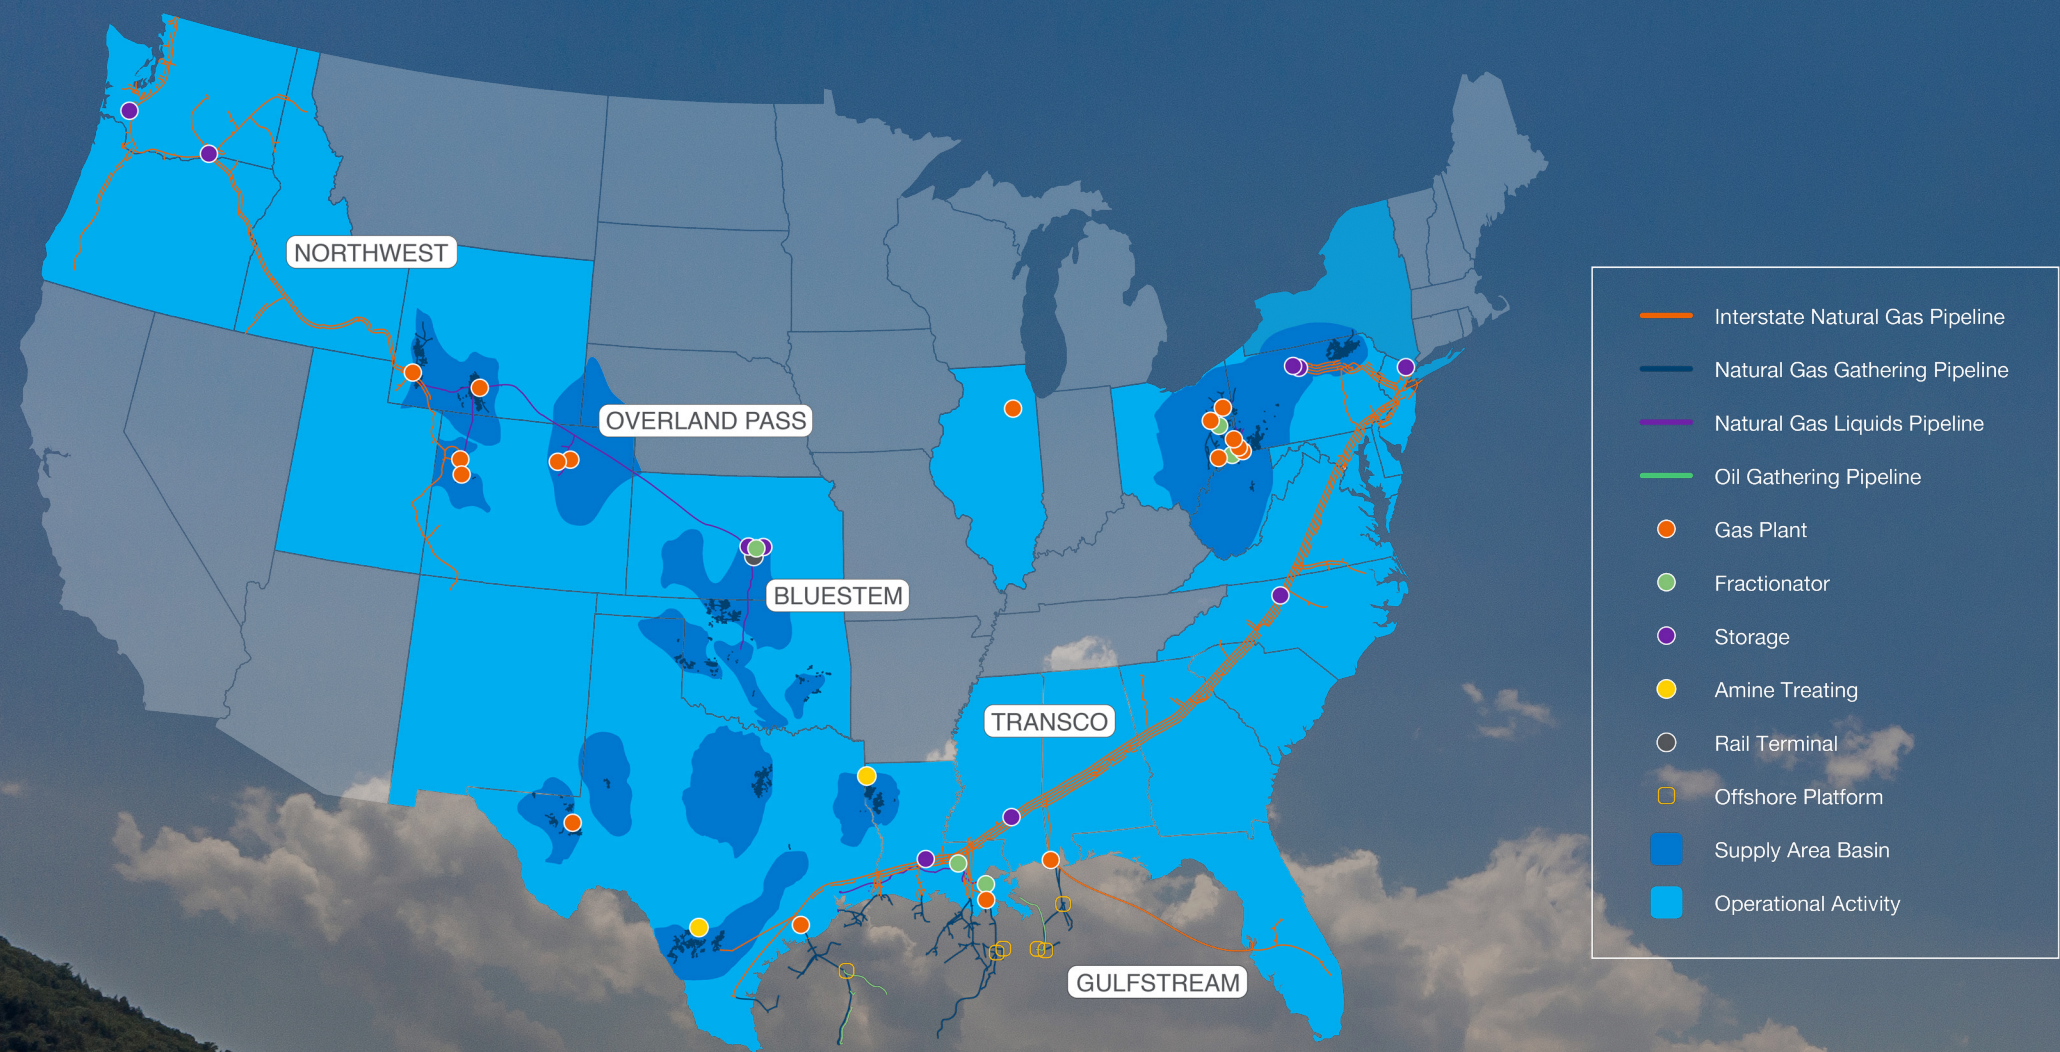 NORTHWEST
OVERLAND PASS
BLUESTEM
TRANSCO
GULFSTREAM
Interstate Natural Gas Pipeline
Natural Gas Gathering Pipeline
Natural Gas Liquids Pipeline
Oil Gathering Pipeline
Gas Plant
Fractionator
Storage
Amine Treating
Rail Terminal
Offshore Platform
Supply Area Basin
Operational Activity